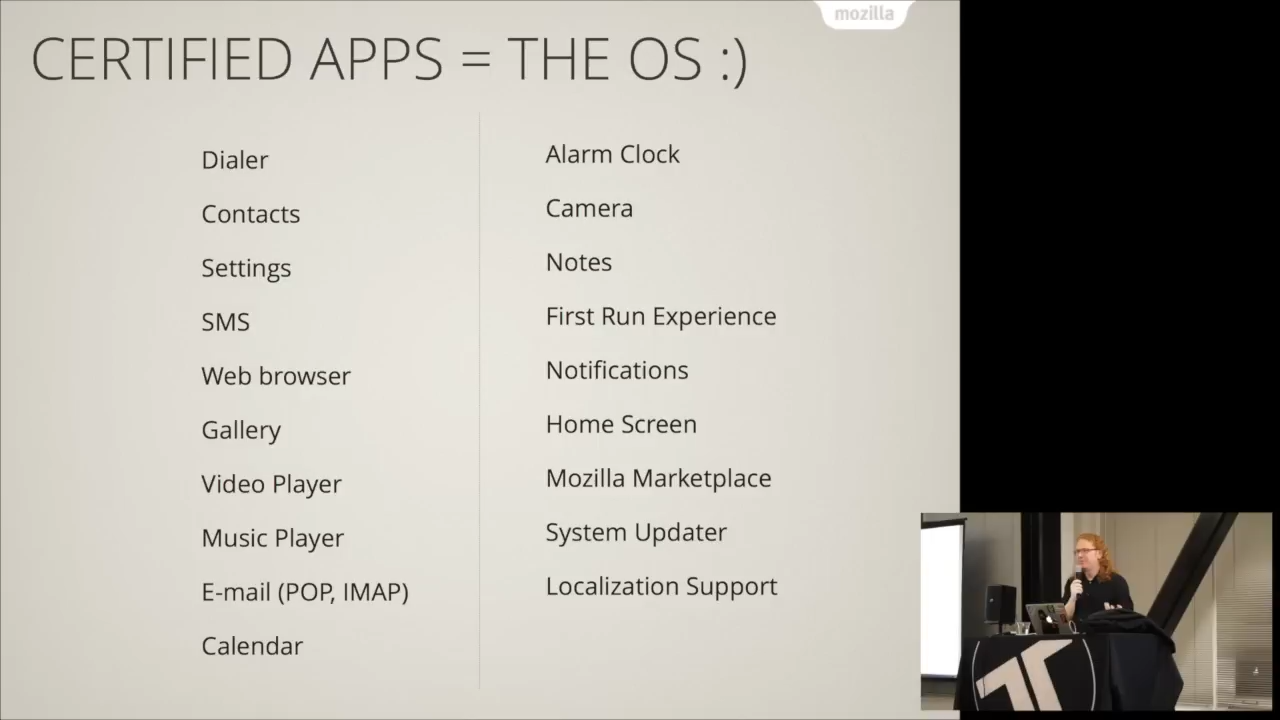 mozilla
CERTIFIED APPS = THE OS :)
Dialer
Contacts
Settings
SMS
Web browser
Gallery
Video Player
Music Player
E-mail (POP, IMAP)
Calendar
Alarm Clock
Camera
Notes
First Run Experience
Notifications
Home Screen
Mozilla Marketplace
System Updater
Localization Support